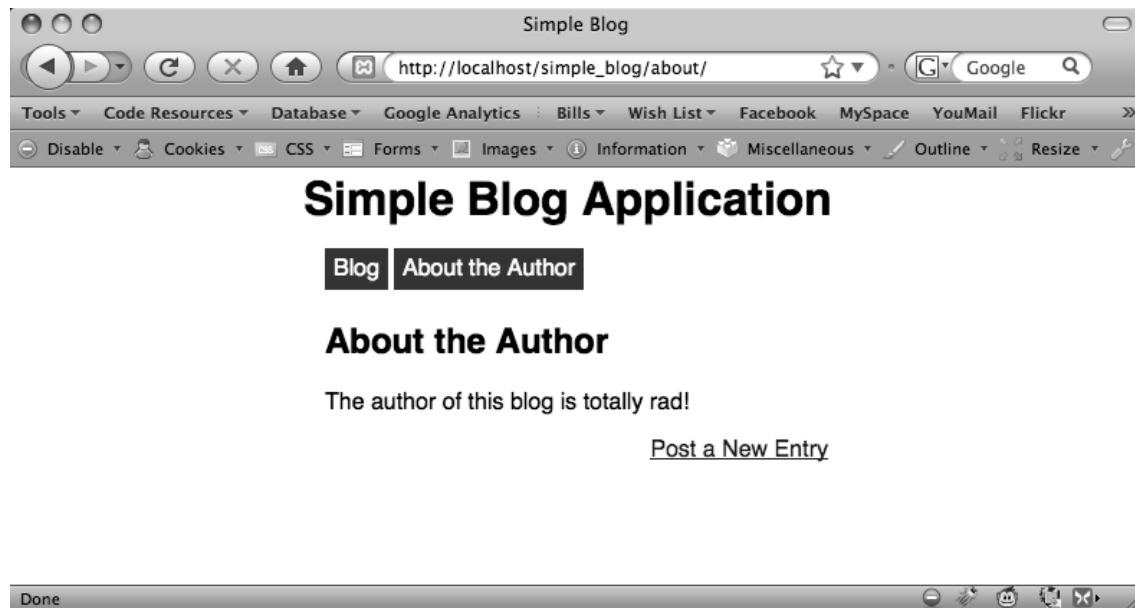 Simple Blog
http://localhost/simple_blog/about/
G Google
Tools Code Resources Database Google Analytics Bills Wish List Facebook MySpace YouMail Flickr »
Disable Cookies CSS Forms Images Information Miscellaneous Outline Resize
Simple Blog Application
Blog About the Author
About the Author
The author of this blog is totally rad!
Post a New Entry
Done